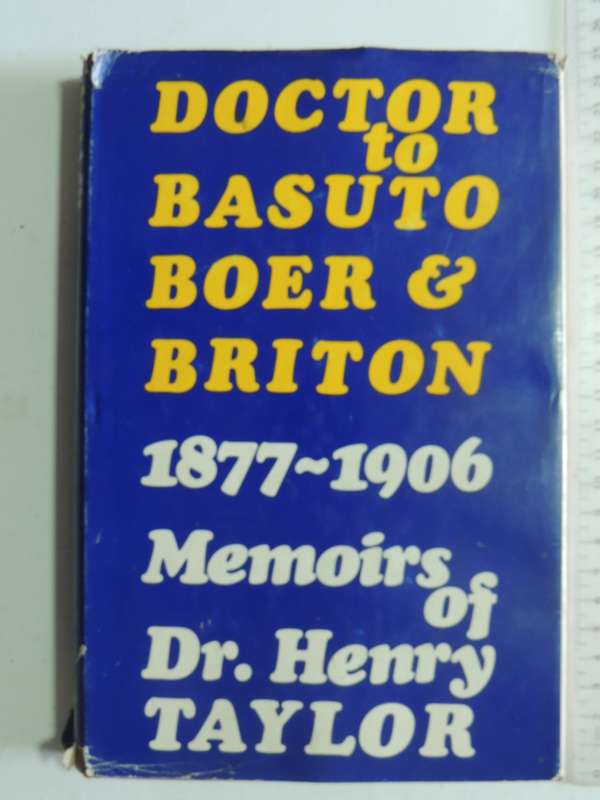 DOCTOR
to
BASUTO
BOER &
BRITON
1877~1906
Memoirs
of
Dr. Henry
TAYLOR